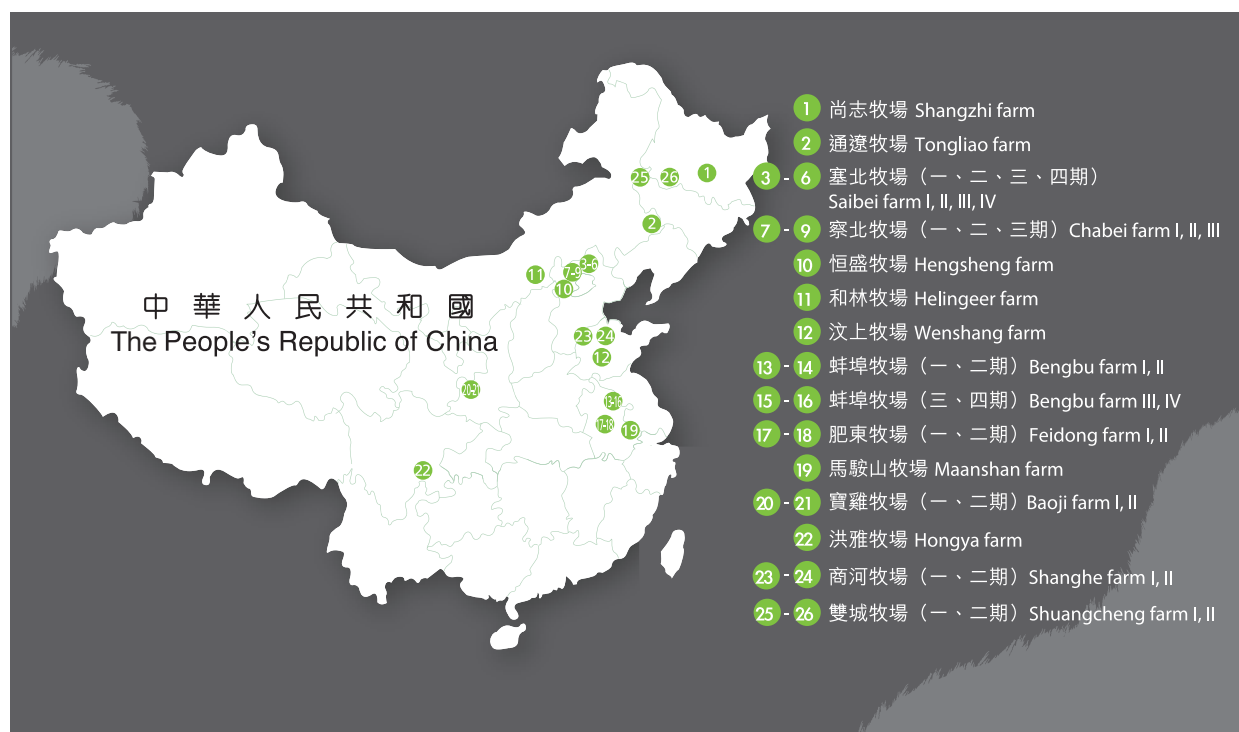 中華人民共和國
The People's Republic of China
1
2
3-6
7-9
10
11
12
13-16
17-18
19
20-21
22
23
24
25
26
1 尚志牧場 Shangzhi farm
2 通遼牧場 Tongliao farm
3 - 6 塞北牧場（一、二、三、四期）
Saibei farm I, II, III, IV
7 - 9 察北牧場（一、二、三期）Chabei farm I, II, III
10 恒盛牧場 Hengsheng farm
11 和林牧場 Helingeer farm
12 汶上牧場 Wenshang farm
13 - 14 蚌埠牧場（一、二期）Bengbu farm I, II
15 - 16 蚌埠牧場（三、四期）Bengbu farm III, IV
17 - 18 肥東牧場（一、二期）Feidong farm I, II
19 馬鞍山牧場 Maanshan farm
20 - 21 寶雞牧場（一、二期）Baoji farm I, II
22 洪雅牧場 Hongya farm
23 - 24 商河牧場（一、二期）Shanghe farm I, II
25 - 26 雙城牧場（一、二期）Shuangcheng farm I, II